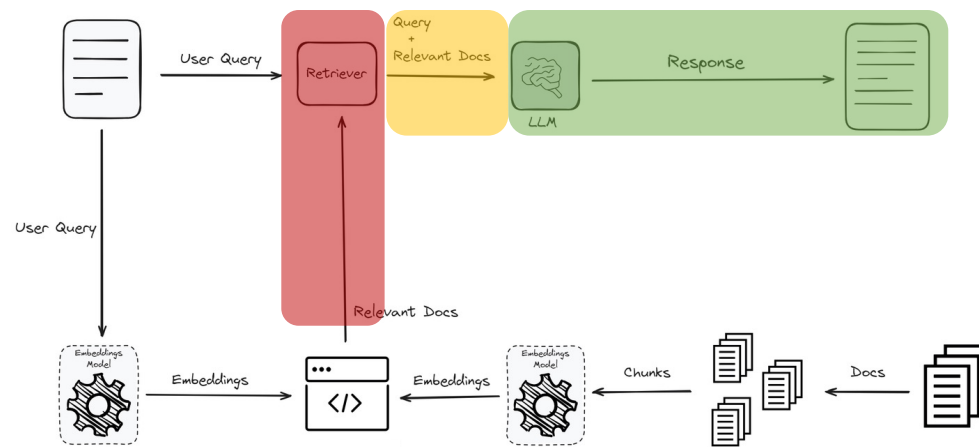 Query
+
Relevant Docs
User Query
Retriever
Response
LLM
User Query
Relevant Docs
Embeddings
Model
Embeddings
</>
Embeddings
Embeddings
Model
Chunks
Docs